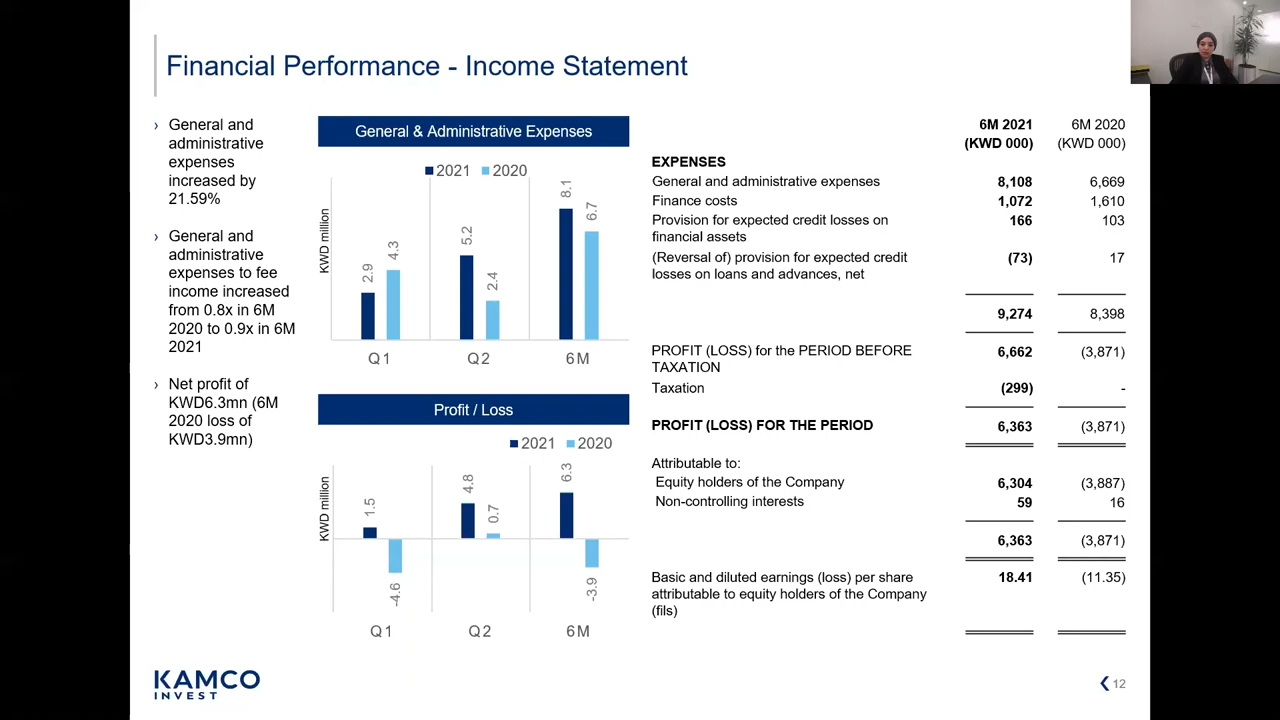 Financial Performance - Income Statement
› General and
administrative
expenses
increased by
21.59%
› General and
administrative
expenses to fee
income increased
from 0.8x in 6M
2020 to 0.9x in 6M
2021
› Net profit of
KWD6.3mn (6M
2020 loss of
KWD3.9mn)
General & Administrative Expenses
2021 2020
KWD million
2.9 4.3 5.2 2.4 8.1 6.7
Q1 Q2 6M
Profit / Loss
2021 2020
KWD million
1.5 -4.6 4.8 0.7 6.3 -3.9
Q1 Q2 6M
6M 2021 6M 2020
(KWD 000) (KWD 000)
EXPENSES
General and administrative expenses 8,108 6,669
Finance costs 1,072 1,610
Provision for expected credit losses on 166 103
financial assets
(Reversal of) provision for expected credit (73) 17
losses on loans and advances, net
9,274 8,398
PROFIT (LOSS) for the PERIOD BEFORE 6,662 (3,871)
TAXATION
Taxation (299) -
PROFIT (LOSS) FOR THE PERIOD 6,363 (3,871)
Attributable to:
Equity holders of the Company 6,304 (3,887)
Non-controlling interests 59 16
6,363 (3,871)
Basic and diluted earnings (loss) per share 18.41 (11.35)
attributable to equity holders of the Company
(fils)
KAMCO
INVEST
12